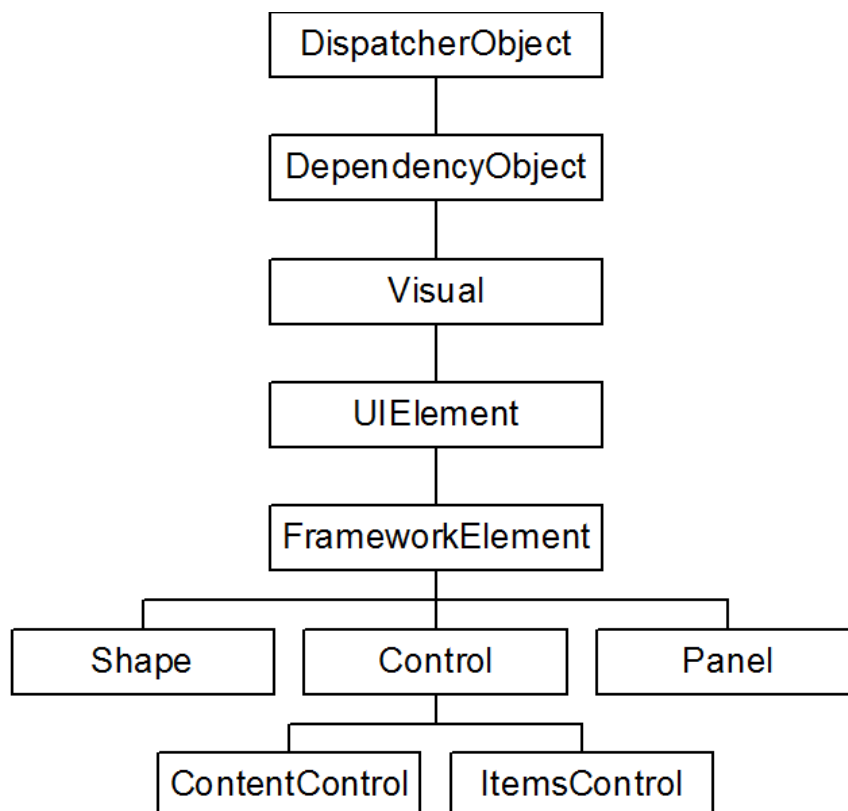 DispatcherObject
DependencyObject
Visual
UIElement
FrameworkElement
Shape
Control
Panel
ContentControl
ItemsControl